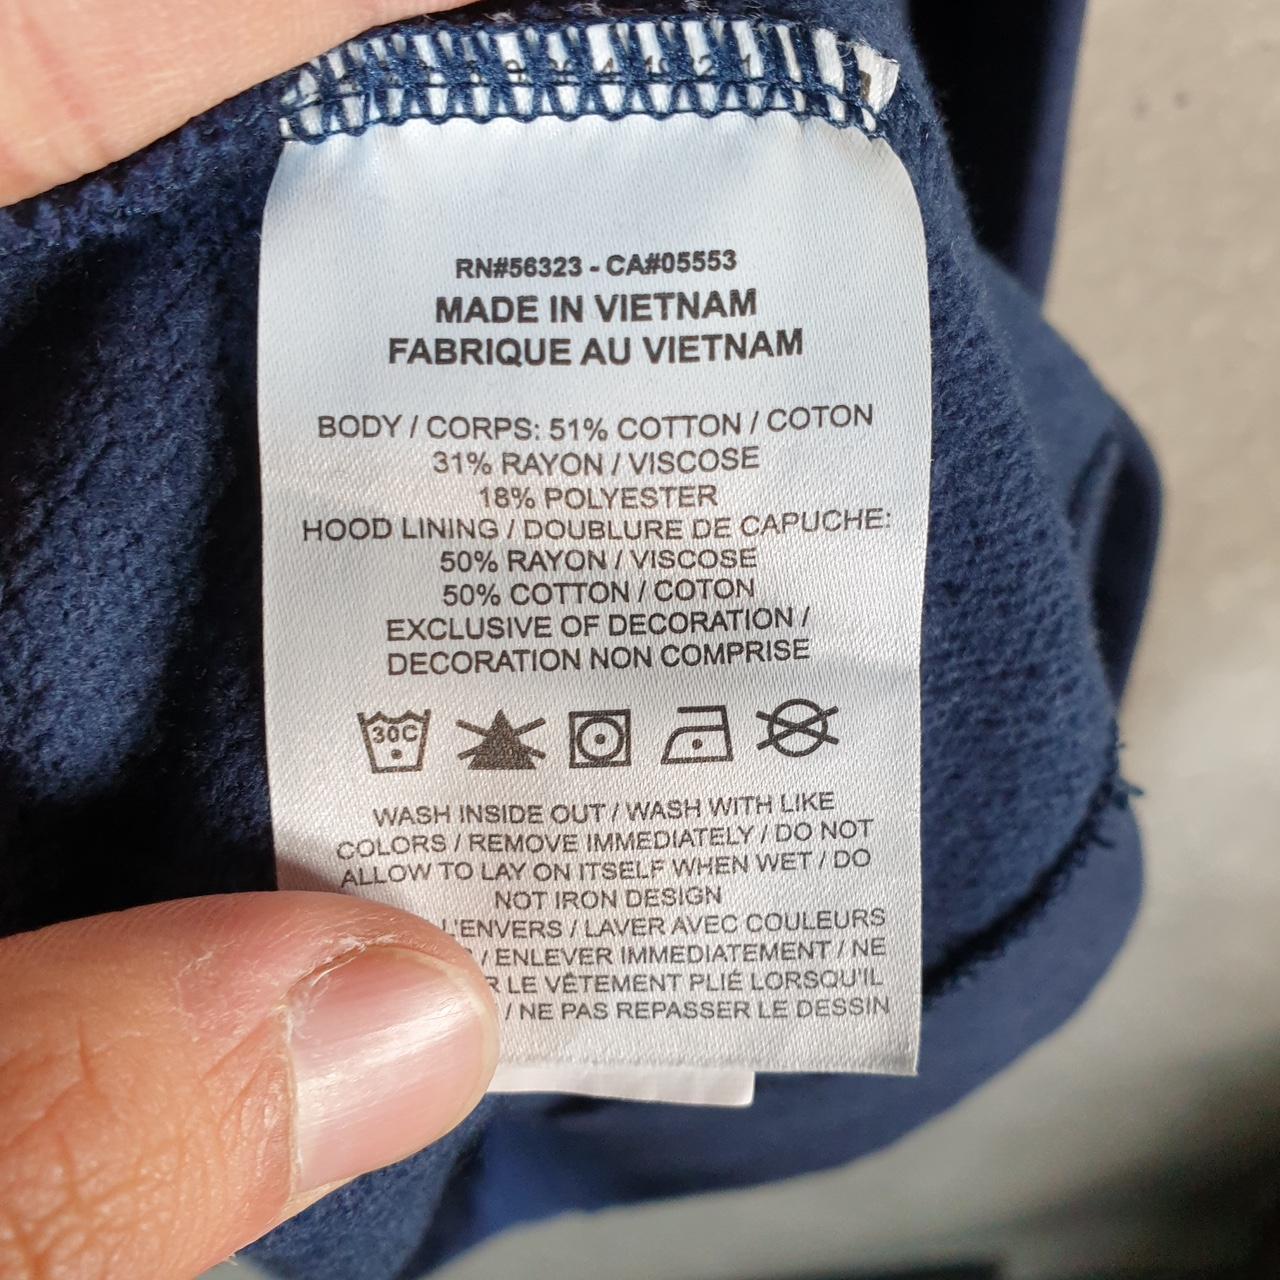 RN#56323 - CA#05553
MADE IN VIETNAM
FABRIQUE AU VIETNAM
BODY / CORPS: 51% COTTON / COTON
31% RAYON / VISCOSE
18% POLYESTER
HOOD LINING / DOUBLURE DE CAPUCHE:
50% RAYON / VISCOSE
50% COTTON / COTON
EXCLUSIVE OF DECORATION /
DECORATION NON COMPRISE
30C
WASH INSIDE OUT / WASH WITH LIKE
COLORS / REMOVE IMMEDIATELY / DO NOT
ALLOW TO LAY ON ITSELF WHEN WET / DO
NOT IRON DESIGN
L'ENVERS / LAVER AVEC COULEURS
/ ENLEVER IMMEDIATEMENT / NE
LE VÊTEMENT PLIÉ LORSQU'IL
/ NE PAS REPASSER LE DESSIN